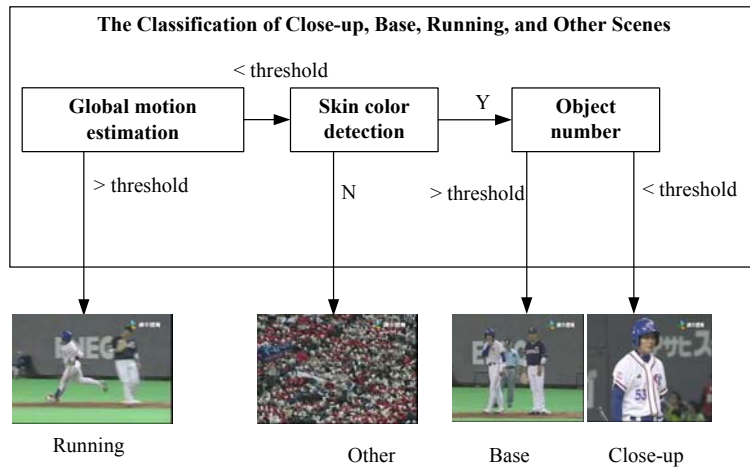 The Classification of Close-up, Base, Running, and Other Scenes
< threshold
Global motion
estimation
Skin color
detection
Y
Object
number
> threshold
N
> threshold
< threshold
53
Running
Other
Base
Close-up